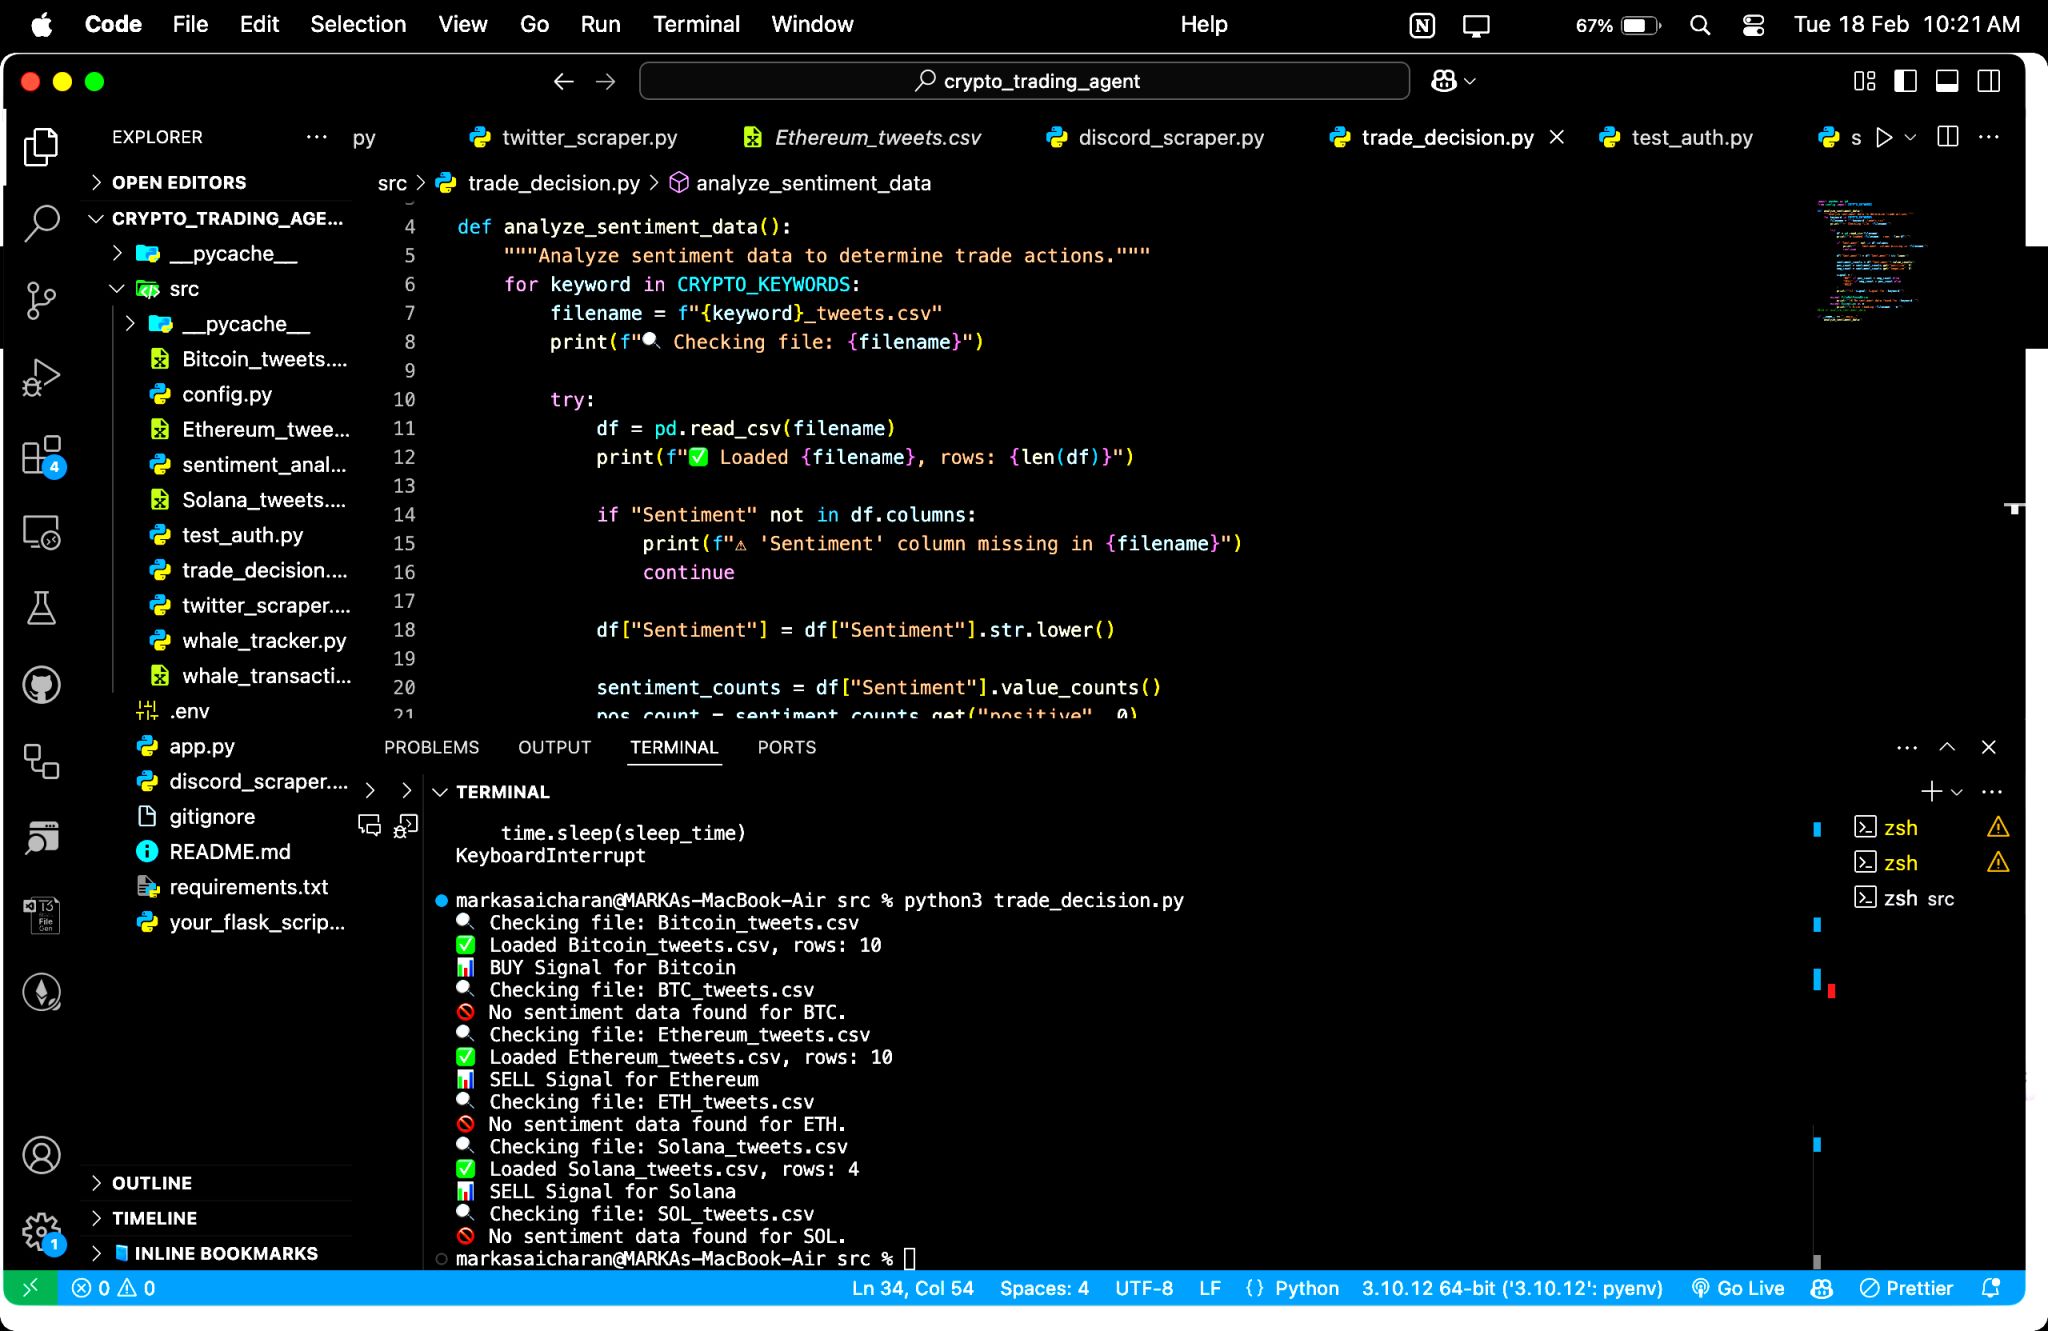 Code File Edit Selection View Go Run Terminal Window Help 67% Tue 18 Feb 10:21 AM
crypto_trading_agent
EXPLORER ··· py twitter_scraper.py Ethereum_tweets.csv discord_scraper.py trade_decision.py test_auth.py s
OPEN EDITORS
CRYPTO_TRADING_AGE...
__pycache__
src
__pycache__
Bitcoin_tweets....
config.py
Ethereum_twee...
sentiment_anal...
Solana_tweets....
test_auth.py
trade_decision....
twitter_scraper....
whale_tracker.py
whale_transacti...
.env
app.py
discord_scraper....
gitignore
README.md
requirements.txt
your_flask_scrip...
OUTLINE
TIMELINE
INLINE BOOKMARKS
4
1
src > trade_decision.py > analyze_sentiment_data
4 def analyze_sentiment_data():
5 """Analyze sentiment data to determine trade actions."""
6 for keyword in CRYPTO_KEYWORDS:
7 filename = f"{keyword}_tweets.csv"
8 print(f"🔍 Checking file: {filename}")
9
10 try:
11 df = pd.read_csv(filename)
12 print(f"✅ Loaded {filename}, rows: {len(df)}")
13
14 if "Sentiment" not in df.columns:
15 print(f"⚠ 'Sentiment' column missing in {filename}")
16 continue
17
18 df["Sentiment"] = df["Sentiment"].str.lower()
19
20 sentiment_counts = df["Sentiment"].value_counts()
21 pos_count = sentiment_counts.get("positive", 0)
PROBLEMS OUTPUT TERMINAL PORTS
TERMINAL
time.sleep(sleep_time)
KeyboardInterrupt
markasaicharan@MARKAs-MacBook-Air src % python3 trade_decision.py
🔍 Checking file: Bitcoin_tweets.csv
✅ Loaded Bitcoin_tweets.csv, rows: 10
📊 BUY Signal for Bitcoin
🔍 Checking file: BTC_tweets.csv
🚫 No sentiment data found for BTC.
🔍 Checking file: Ethereum_tweets.csv
✅ Loaded Ethereum_tweets.csv, rows: 10
📊 SELL Signal for Ethereum
🔍 Checking file: ETH_tweets.csv
🚫 No sentiment data found for ETH.
🔍 Checking file: Solana_tweets.csv
✅ Loaded Solana_tweets.csv, rows: 4
📊 SELL Signal for Solana
🔍 Checking file: SOL_tweets.csv
🚫 No sentiment data found for SOL.
markasaicharan@MARKAs-MacBook-Air src %
zsh
zsh
zsh src
0 0 Ln 34, Col 54 Spaces: 4 UTF-8 LF {} Python 3.10.12 64-bit ('3.10.12': pyenv) Go Live Prettier